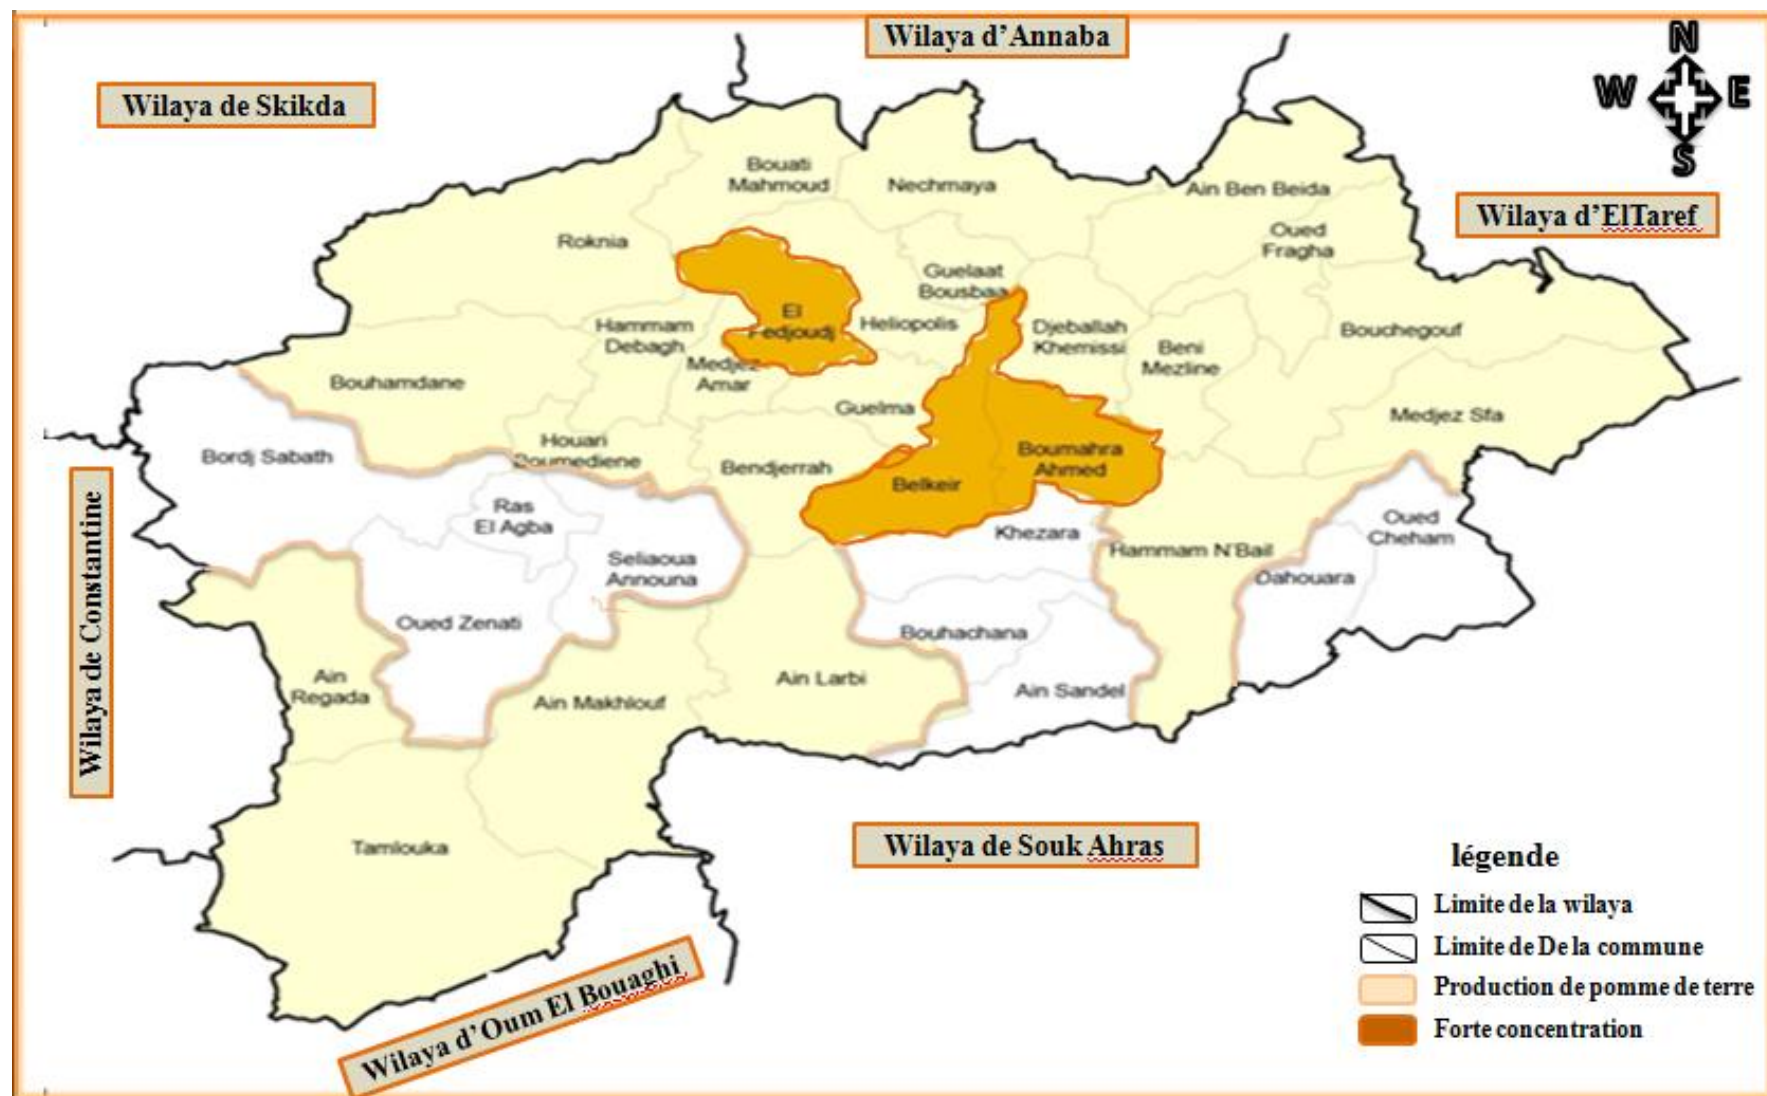 Wilaya d'Annaba
N
W E
S
Wilaya de Skikda
Wilaya d'ElTaref
Bouati
Mahmoud
Nechmaya
Ain Ben Beida
Oued
Fragha
Roknia
Guelaat
Bousbaa
El
Fedjoudj
Heliopolis
Hammam
Debagh
Djeballah
Khemissi
Beni
Mezline
Bouchegouf
Medjez
Amar
Bouhamdane
Guelma
Medjez Sfa
Houari
Boumediene
Bordj Sabath
Bendjerrah
Belkeir
Boumahra
Ahmed
Ras
El Agba
Khezara
Oued
Cheham
Hammam N'Bail
Dahouara
Seliaoua
Announa
Oued Zenati
Bouhachana
Ain
Regada
Ain Makhlouf
Ain Larbi
Ain Sandel
Tamlouka
Wilaya de Constantine
Wilaya de Souk Ahras
Wilaya d'Oum El Bouaghi
légende
Limite de la wilaya
Limite de De la commune
Production de pomme de terre
Forte concentration